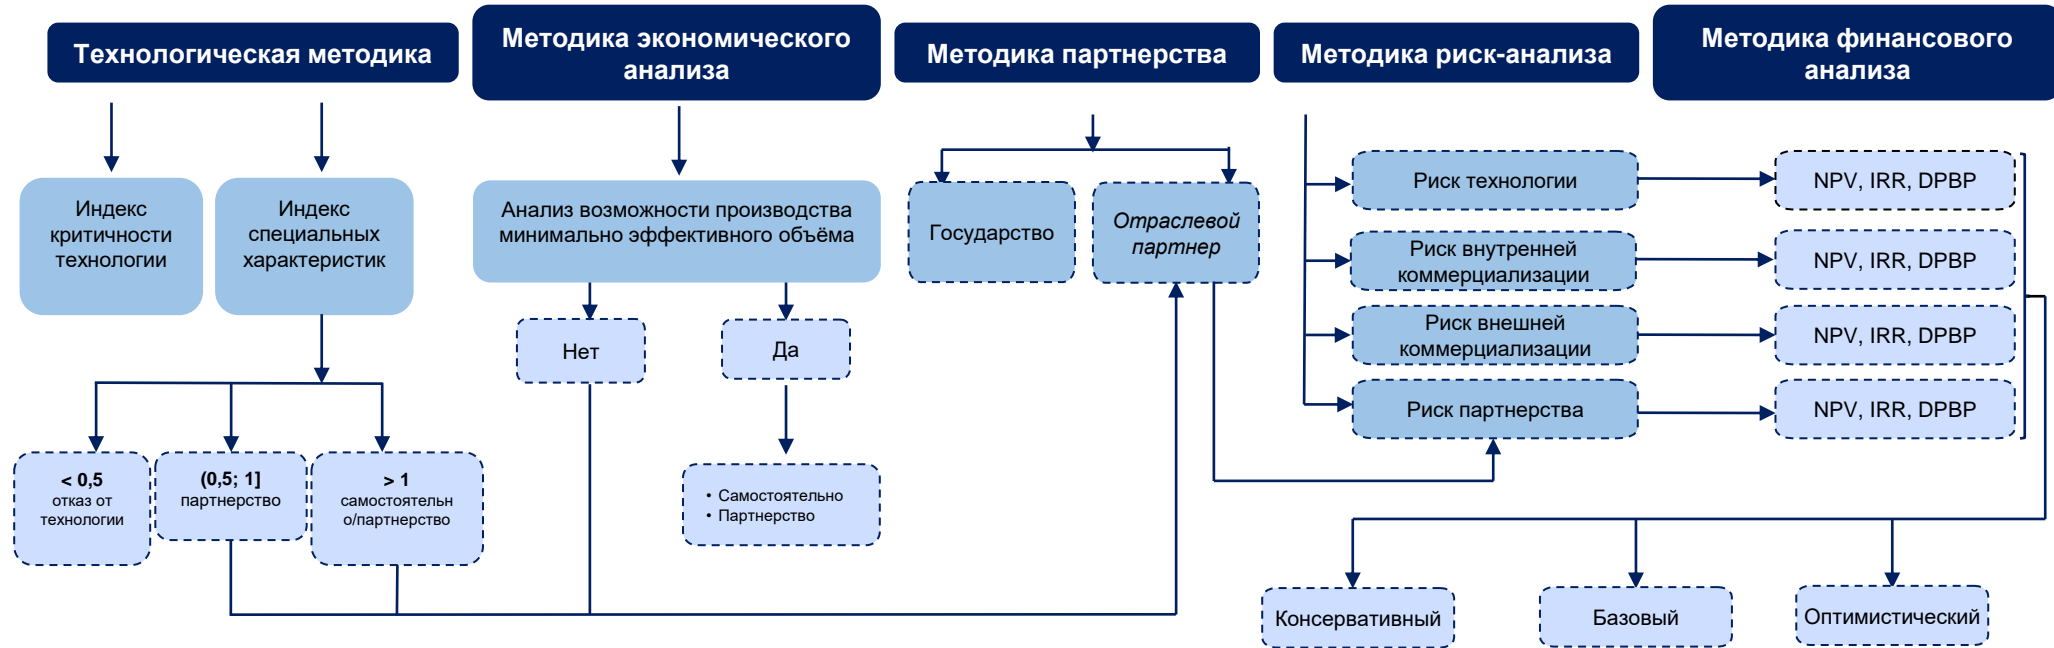 Технологическая методика
Методика экономического
анализа
Методика партнерства
Методика риск-анализа
Методика финансового
анализа
Индекс
критичности
технологии
Индекс
специальных
характеристик
Анализ возможности производства
минимально эффективного объёма
Государство
Отраслевой
партнер
Риск технологии
NPV, IRR, DPBP
Риск внутренней
коммерциализации
NPV, IRR, DPBP
Риск внешней
коммерциализации
NPV, IRR, DPBP
Риск партнерства
NPV, IRR, DPBP
Нет
Да
< 0,5
отказ от
технологии
(0,5; 1]
партнерство
> 1
самостоятельн
о/партнерство
• Самостоятельно
• Партнерство
Консервативный
Базовый
Оптимистический